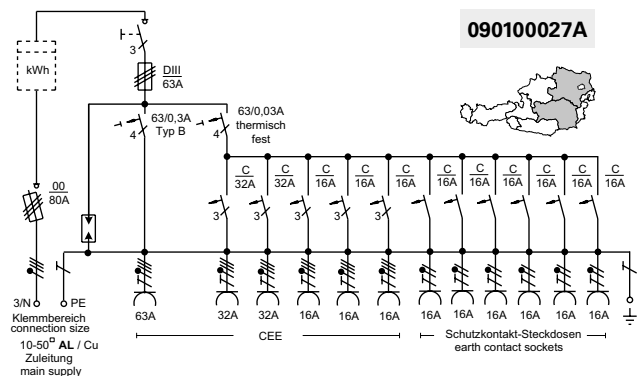 090100027A
kWh
3
DIII
63A
63/0,3A
Typ B
4
63/0,03A
thermisch
fest
4
00
80A
C
32A
C
32A
C
16A
C
16A
C
16A
C
16A
C
16A
C
16A
C
16A
C
16A
C
16A
3
3
3
3
3
3/N
PE
63A
32A
32A
16A
16A
16A
16A
16A
16A
16A
16A
16A
Klemmbereich
connection size
10-50□ AL / Cu
Zuleitung
main supply
CEE
Schutzkontakt-Steckdosen
earth contact sockets